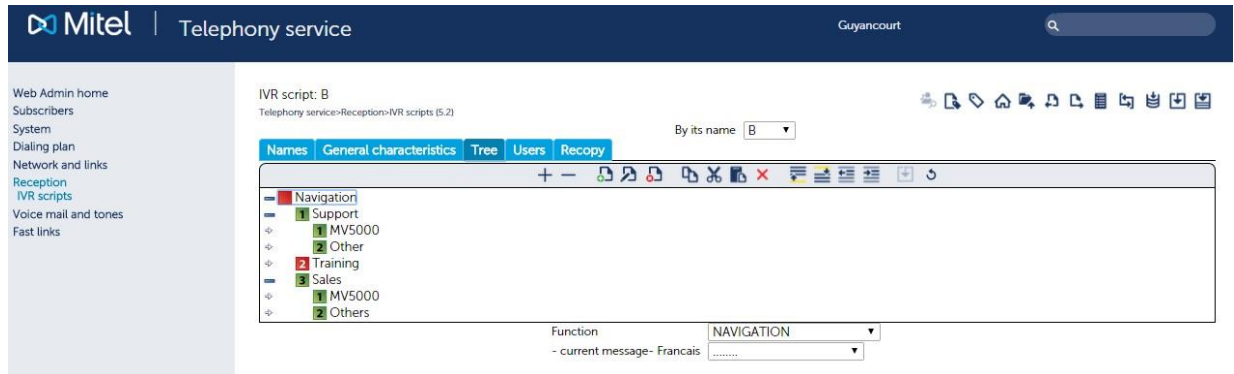 Mitel | Telephony service
Guyancourt
Web Admin home
Subscribers
System
Dialing plan
Network and links
Reception
IVR scripts
Voice mail and tones
Fast links
IVR script: B
Telephony service>Reception>IVR scripts (5.2)
By its name B
Names General characteristics Tree Users Recopy
Navigation
1 Support
1 MV5000
2 Other
2 Training
3 Sales
1 MV5000
2 Others
Function NAVIGATION
- current message- Francais ........